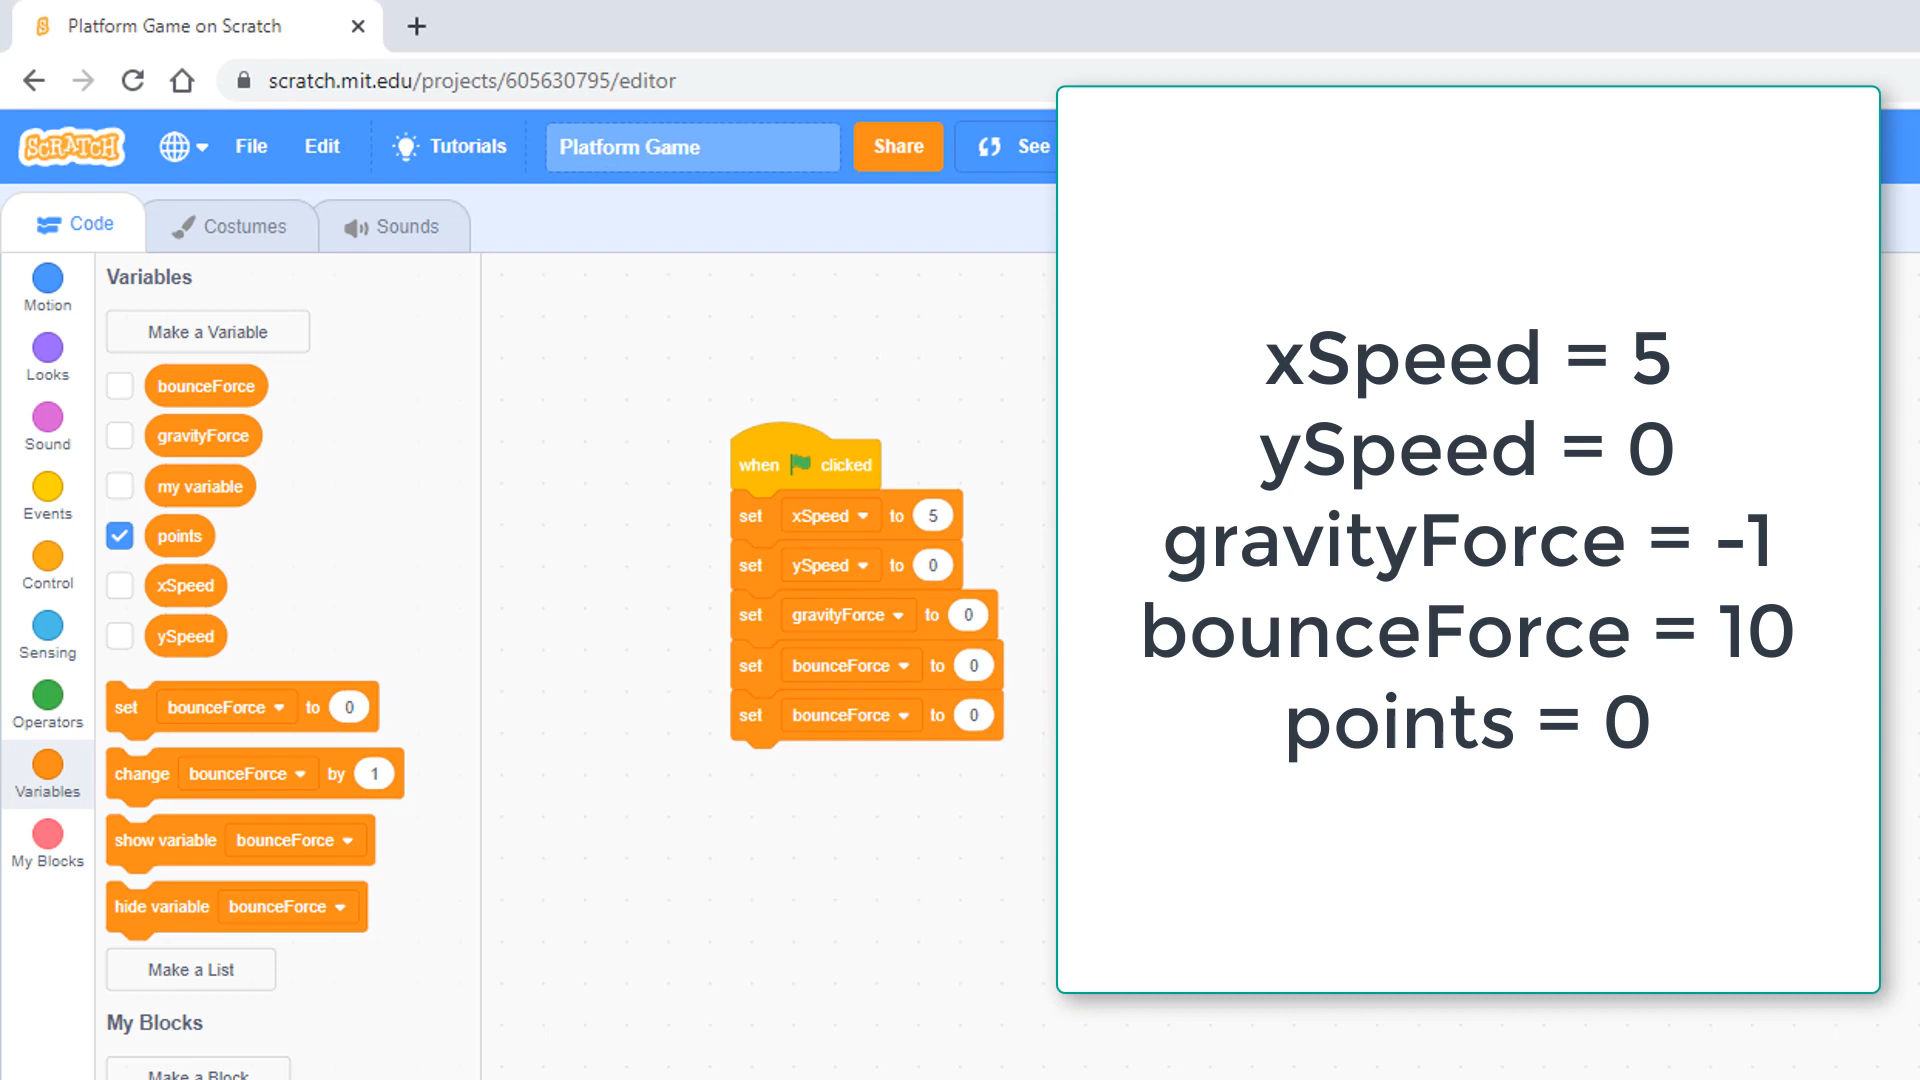 Platform Game on Scratch
scratch.mit.edu/projects/605630795/editor
SCRATCH
File
Edit
Tutorials
Platform Game
Share
See
Code
Costumes
Sounds
Motion
Looks
Sound
Events
Control
Sensing
Operators
Variables
My Blocks
Variables
Make a Variable
bounceForce
gravityForce
my variable
points
xSpeed
ySpeed
set bounceForce to 0
change bounceForce by 1
show variable bounceForce
hide variable bounceForce
Make a List
My Blocks
Make a Block
when clicked
set xSpeed to 5
set ySpeed to 0
set gravityForce to 0
set bounceForce to 0
set bounceForce to 0
xSpeed = 5
ySpeed = 0
gravityForce = -1
bounceForce = 10
points = 0